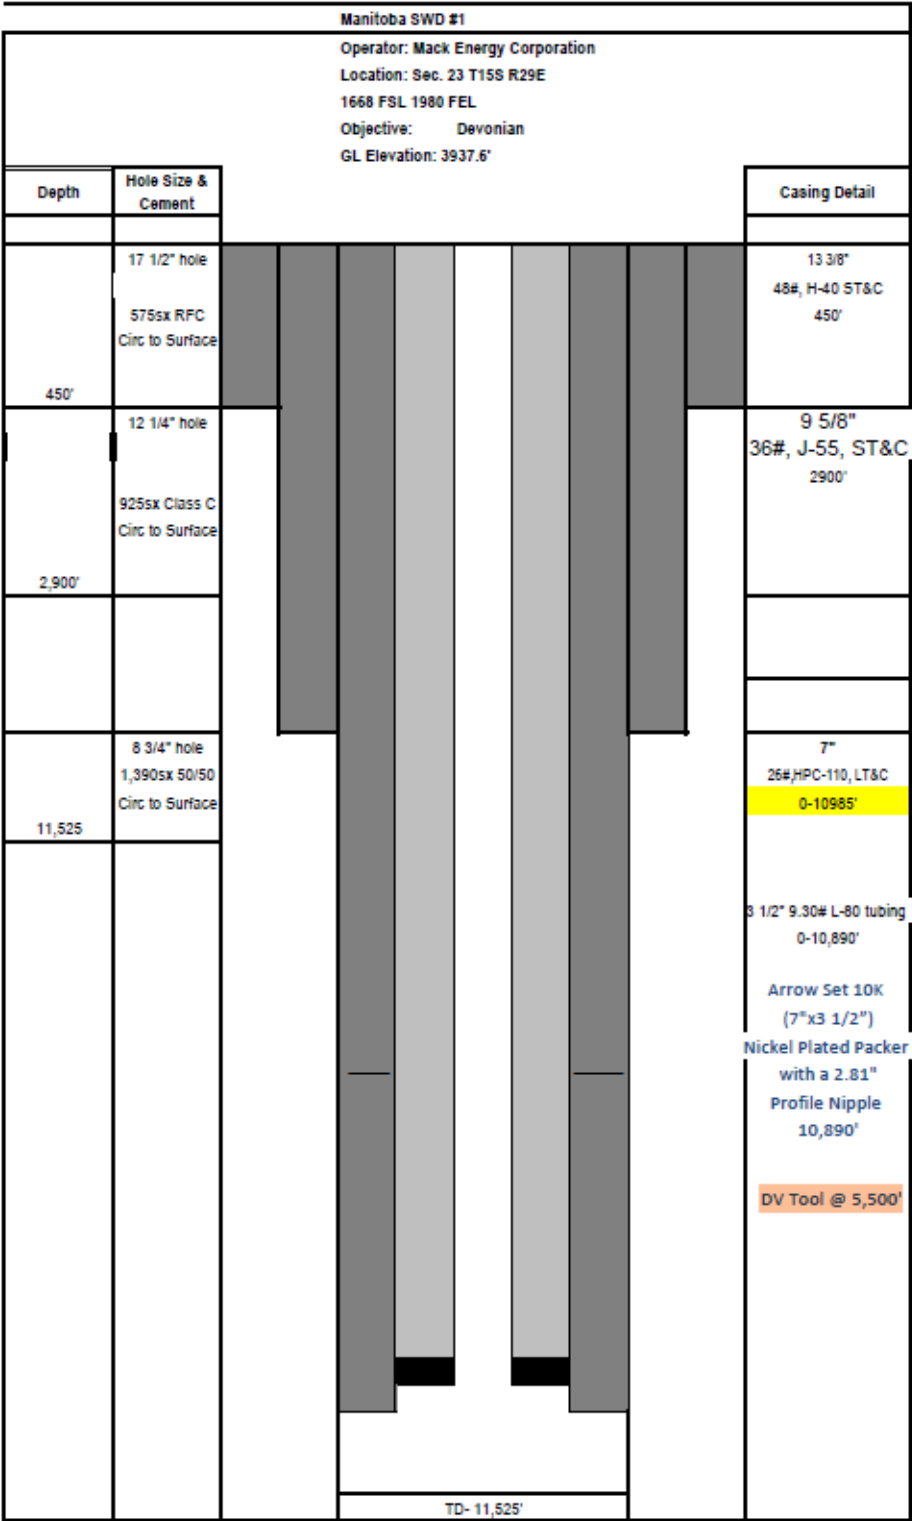 Manitoba SWD #1
Operator: Mack Energy Corporation
Location: Sec. 23 T15S R29E
1668 FSL 1980 FEL
Objective: Devonian
GL Elevation: 3937.6'
Depth
Hole Size &
Cement
Casing Detail
17 1/2" hole
575sx RFC
Circ to Surface
450'
13 3/8"
48#, H-40 ST&C
450'
12 1/4" hole
925sx Class C
Circ to Surface
2,900'
9 5/8"
36#, J-55, ST&C
2900'
8 3/4" hole
1,390sx 50/50
Circ to Surface
11,525
7"
26#,HPC-110, LT&C
0-10985'
3 1/2" 9.30# L-80 tubing
0-10,890'
Arrow Set 10K
(7"x3 1/2")
Nickel Plated Packer
with a 2.81"
Profile Nipple
10,890'
DV Tool @ 5,500'
TD- 11,525'